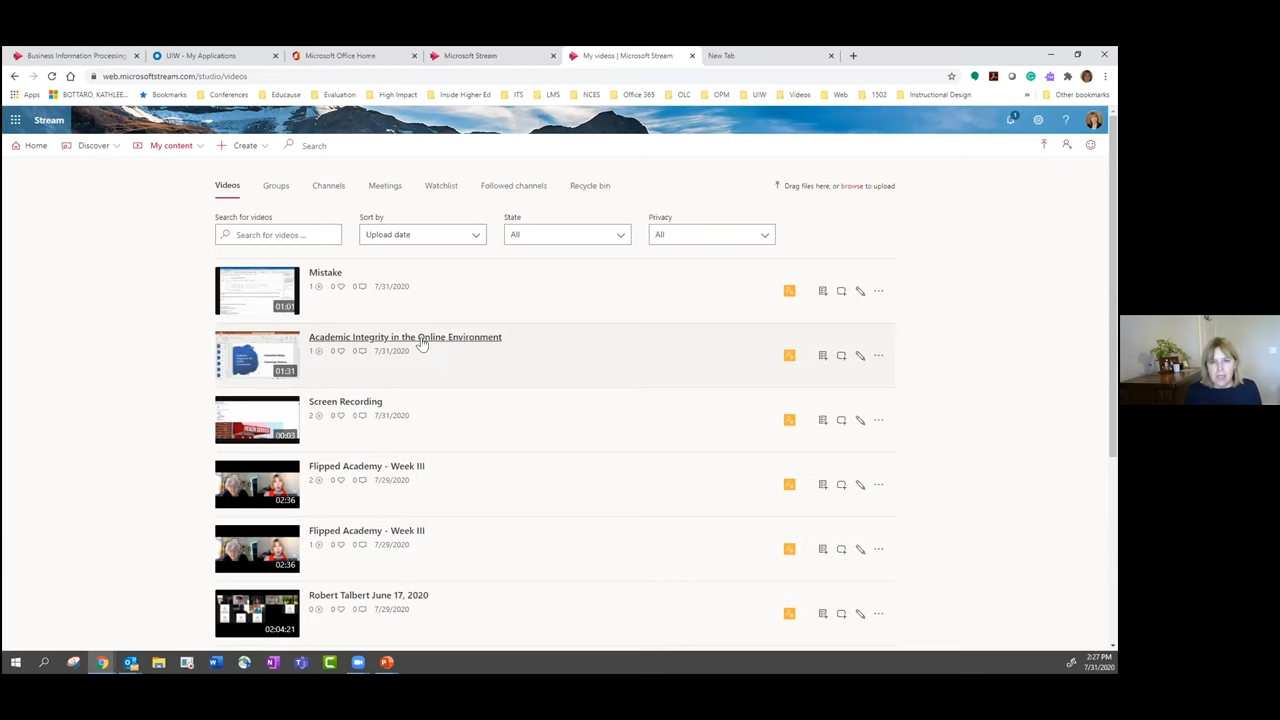 Business Information Processing
UIW - My Applications
Microsoft Office Home
Microsoft Stream
My videos | Microsoft Stream
New Tab
web.microsoftstream.com/studio/videos
Apps
BOTTARO, KATHLEE...
Bookmarks
Conferences
Educause
Evaluation
High Impact
Inside Higher Ed
ITS
LMS
NCES
Office 365
OLC
OPM
UIW
Videos
Web
1502
Instructional Design
»
Other bookmarks
Stream
1
?
Home
Discover
My content
Create
Search
Videos
Groups
Channels
Meetings
Watchlist
Followed channels
Recycle bin
Drag files here, or browse to upload
Search for videos
Sort by
State
Privacy
Search for videos ...
Upload date
All
All
Mistake
1 0 0 7/31/2020
01:01
Academic Integrity in the Online Environment
1 0 0 7/31/2020
01:31
Screen Recording
2 0 0 7/31/2020
00:03
Flipped Academy - Week III
2 0 0 7/29/2020
02:36
Flipped Academy - Week III
1 0 0 7/29/2020
02:36
Robert Talbert June 17, 2020
0 0 0 7/29/2020
02:04:21
2:27 PM
7/31/2020